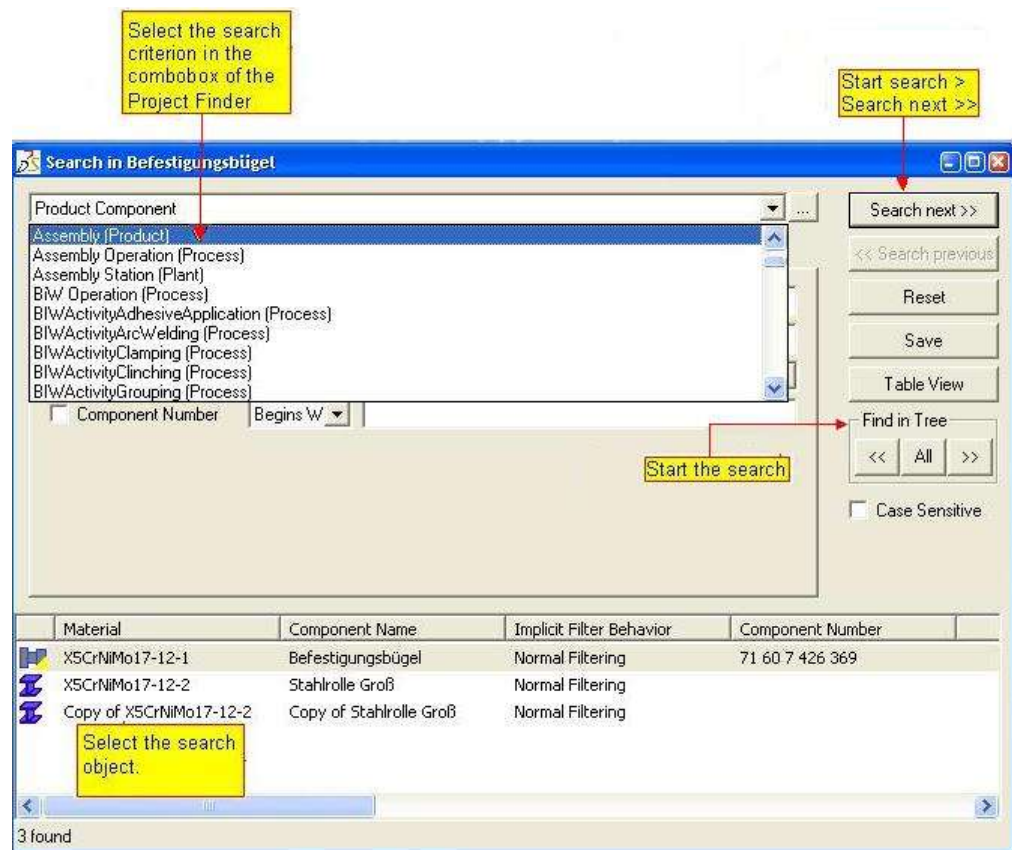 Select the search
criterion in the
combobox of the
Project Finder
Start search >
Search next >>
Search in Befestigungsbügel
Product Component
...
Search next >>
Assembly (Product)
Assembly Operation (Process)
Assembly Station (Plant)
BiW Operation (Process)
BIWActivityAdhesiveApplication (Process)
BIWActivityArcWelding (Process)
BIWActivityClamping (Process)
BIWActivityClinching (Process)
BIWActivityGrouping (Process)
<< Search previous
Reset
Save
Table View
Component Number Begins W
Find in Tree
<< All >>
Start the search
Case Sensitive
Material Component Name Implicit Filter Behavior Component Number
X5CrNiMo17-12-1 Befestigungsbügel Normal Filtering 71 60 7 426 369
X5CrNiMo17-12-2 Stahlrolle Groß Normal Filtering
Copy of X5CrNiMo17-12-2 Copy of Stahlrolle Groß Normal Filtering
Select the search
object.
3 found